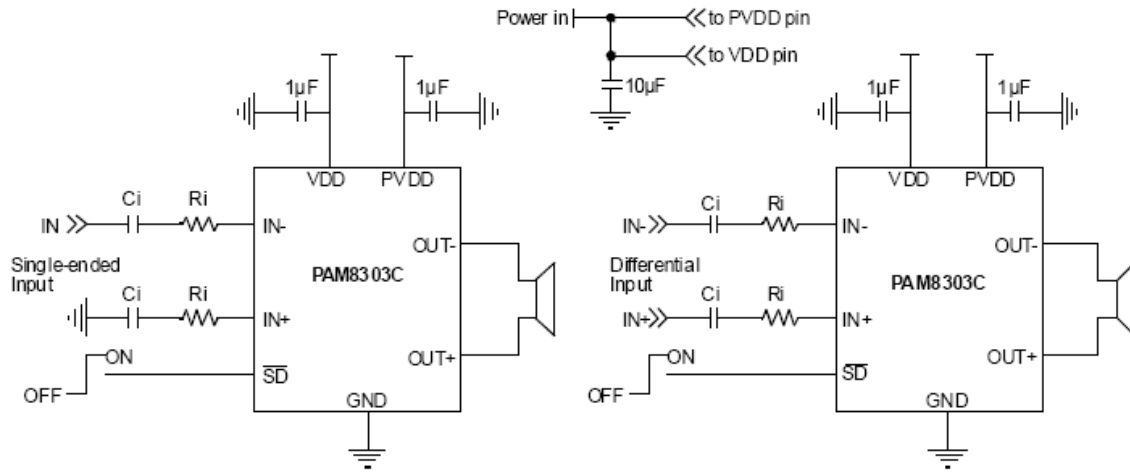 Power in
to PVDD pin
to VDD pin
10µF
1µF
1µF
VDD
PVDD
Ci
Ri
IN
IN-
OUT-
Single-ended
Input
PAM8303C
Ci
Ri
IN+
OUT+
ON
OFF
SD
GND
1µF
1µF
VDD
PVDD
Ci
Ri
IN-
IN-
OUT-
Differential
Input
PAM8303C
Ci
Ri
IN+
IN+
OUT+
ON
OFF
SD
GND